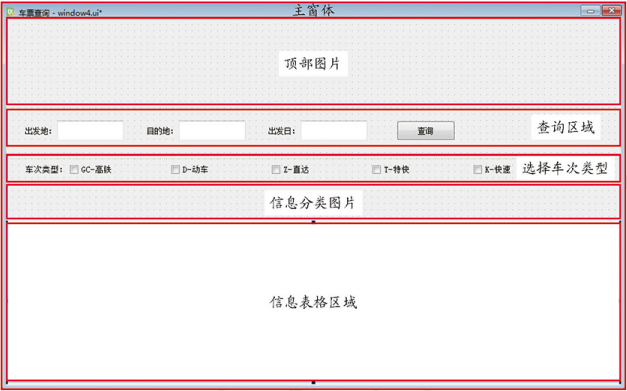 车票查询 - window4.ui*
主窗体
顶部图片
出发地:
目的地:
出发日:
查询
查询区域
车次类型:
GC-高铁
D-动车
Z-直达
T-特快
K-快速
选择车次类型
信息分类图片
信息表格区域